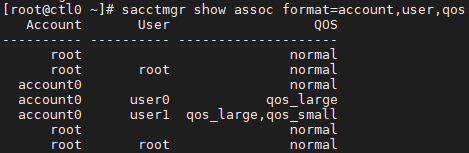 [root@ctl0 ~]# sacctmgr show assoc format=account,user,qos
   Account       User                  QOS
---------- ---------- --------------------
      root                          normal
      root       root               normal
  account0                          normal
  account0      user0            qos_large
  account0      user1  qos_large,qos_small
      root                          normal
      root       root               normal